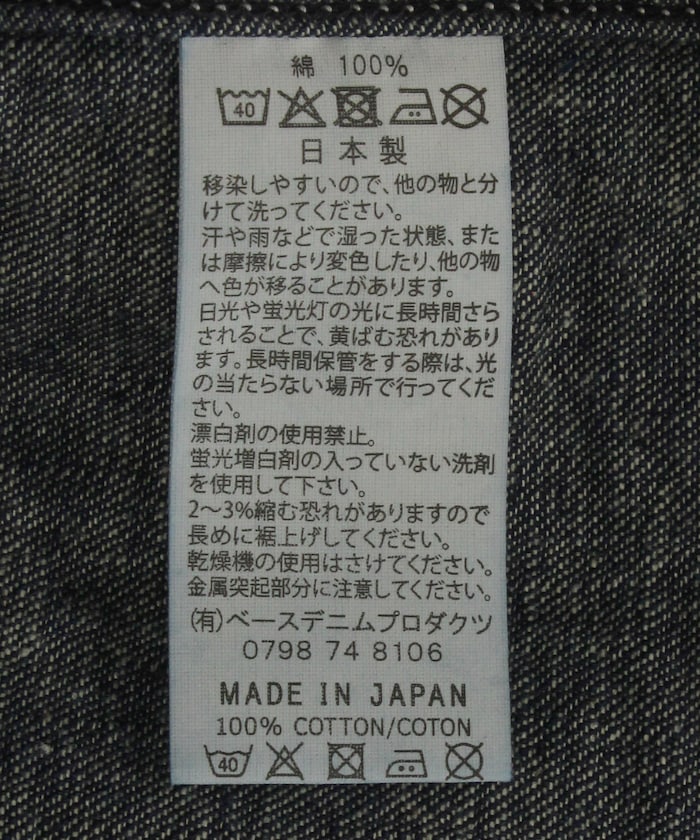 綿 100%
40
日本製
移染しやすいので、他の物と分
けて洗ってください。
汗や雨などで湿った状態、また
は摩擦により変色したり、他の物
へ色が移ることがあります。
日光や蛍光灯の光に長時間さら
されることで、黄ばむ恐れがあり
ます。長時間保管をする際は、光
の当たらない場所で行ってくだ
さい。
漂白剤の使用禁止。
蛍光増白剤の入っていない洗剤
を使用して下さい。
2～3%縮む恐れがありますので
長めに裾上げしてください。
乾燥機の使用はさけてください。
金属突起部分に注意してください。
(有)ベースデニムプロダクツ
0798 74 8106
MADE IN JAPAN
100% COTTON/COTON
40